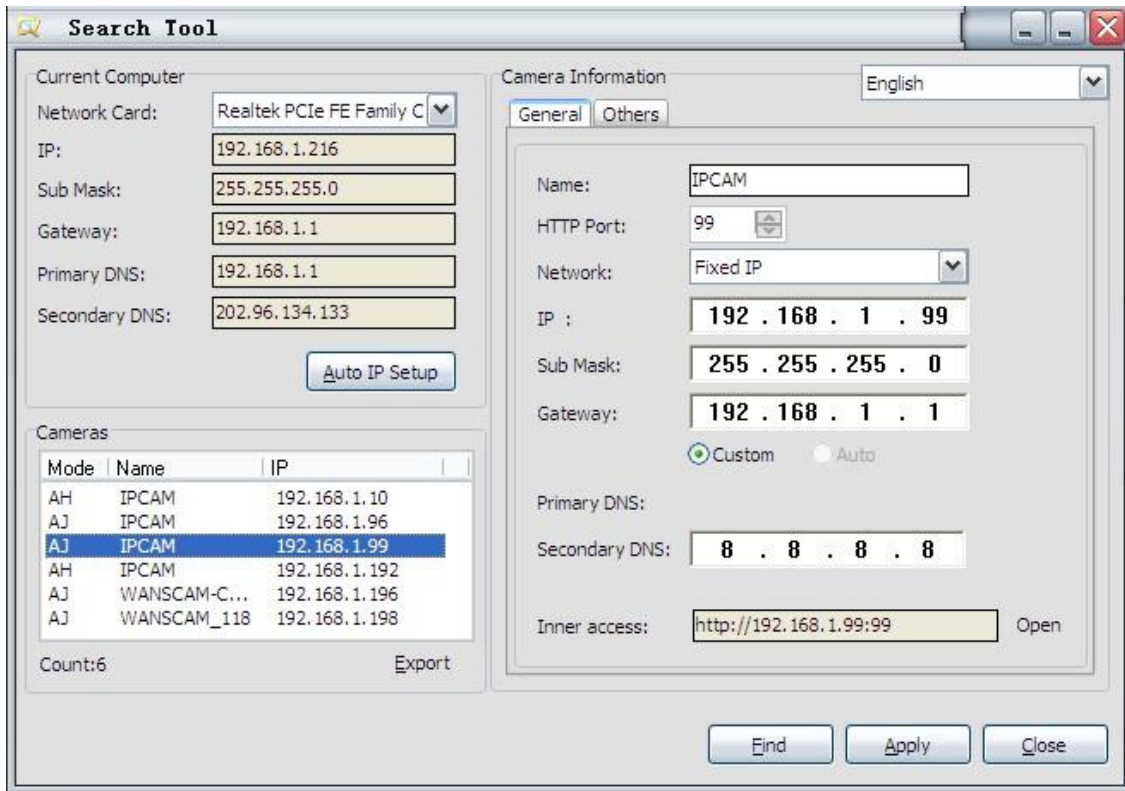 Search Tool
Current Computer
Network Card: Realtek PCIe FE Family C
IP: 192.168.1.216
Sub Mask: 255.255.255.0
Gateway: 192.168.1.1
Primary DNS: 192.168.1.1
Secondary DNS: 202.96.134.133
Auto IP Setup
Cameras
Mode Name IP
AH IPCAM 192.168.1.10
AJ IPCAM 192.168.1.96
AJ IPCAM 192.168.1.99
AH IPCAM 192.168.1.192
AJ WANSCAM-C... 192.168.1.196
AJ WANSCAM_118 192.168.1.198
Count:6 Export
Camera Information English
General Others
Name: IPCAM
HTTP Port: 99
Network: Fixed IP
IP : 192 . 168 . 1 . 99
Sub Mask: 255 . 255 . 255 . 0
Gateway: 192 . 168 . 1 . 1
Custom Auto
Primary DNS:
Secondary DNS: 8 . 8 . 8 . 8
Inner access: http://192.168.1.99:99 Open
Find Apply Close